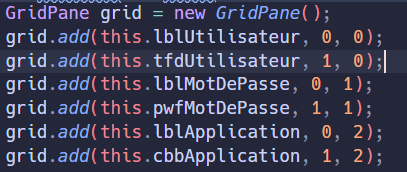 GridPane grid = new GridPane();
grid.add(this.lblUtilisateur, 0, 0);
grid.add(this.tfdUtilisateur, 1, 0);
grid.add(this.lblMotDePasse, 0, 1);
grid.add(this.pwfMotDePasse, 1, 1);
grid.add(this.lblApplication, 0, 2);
grid.add(this.cbbApplication, 1, 2);